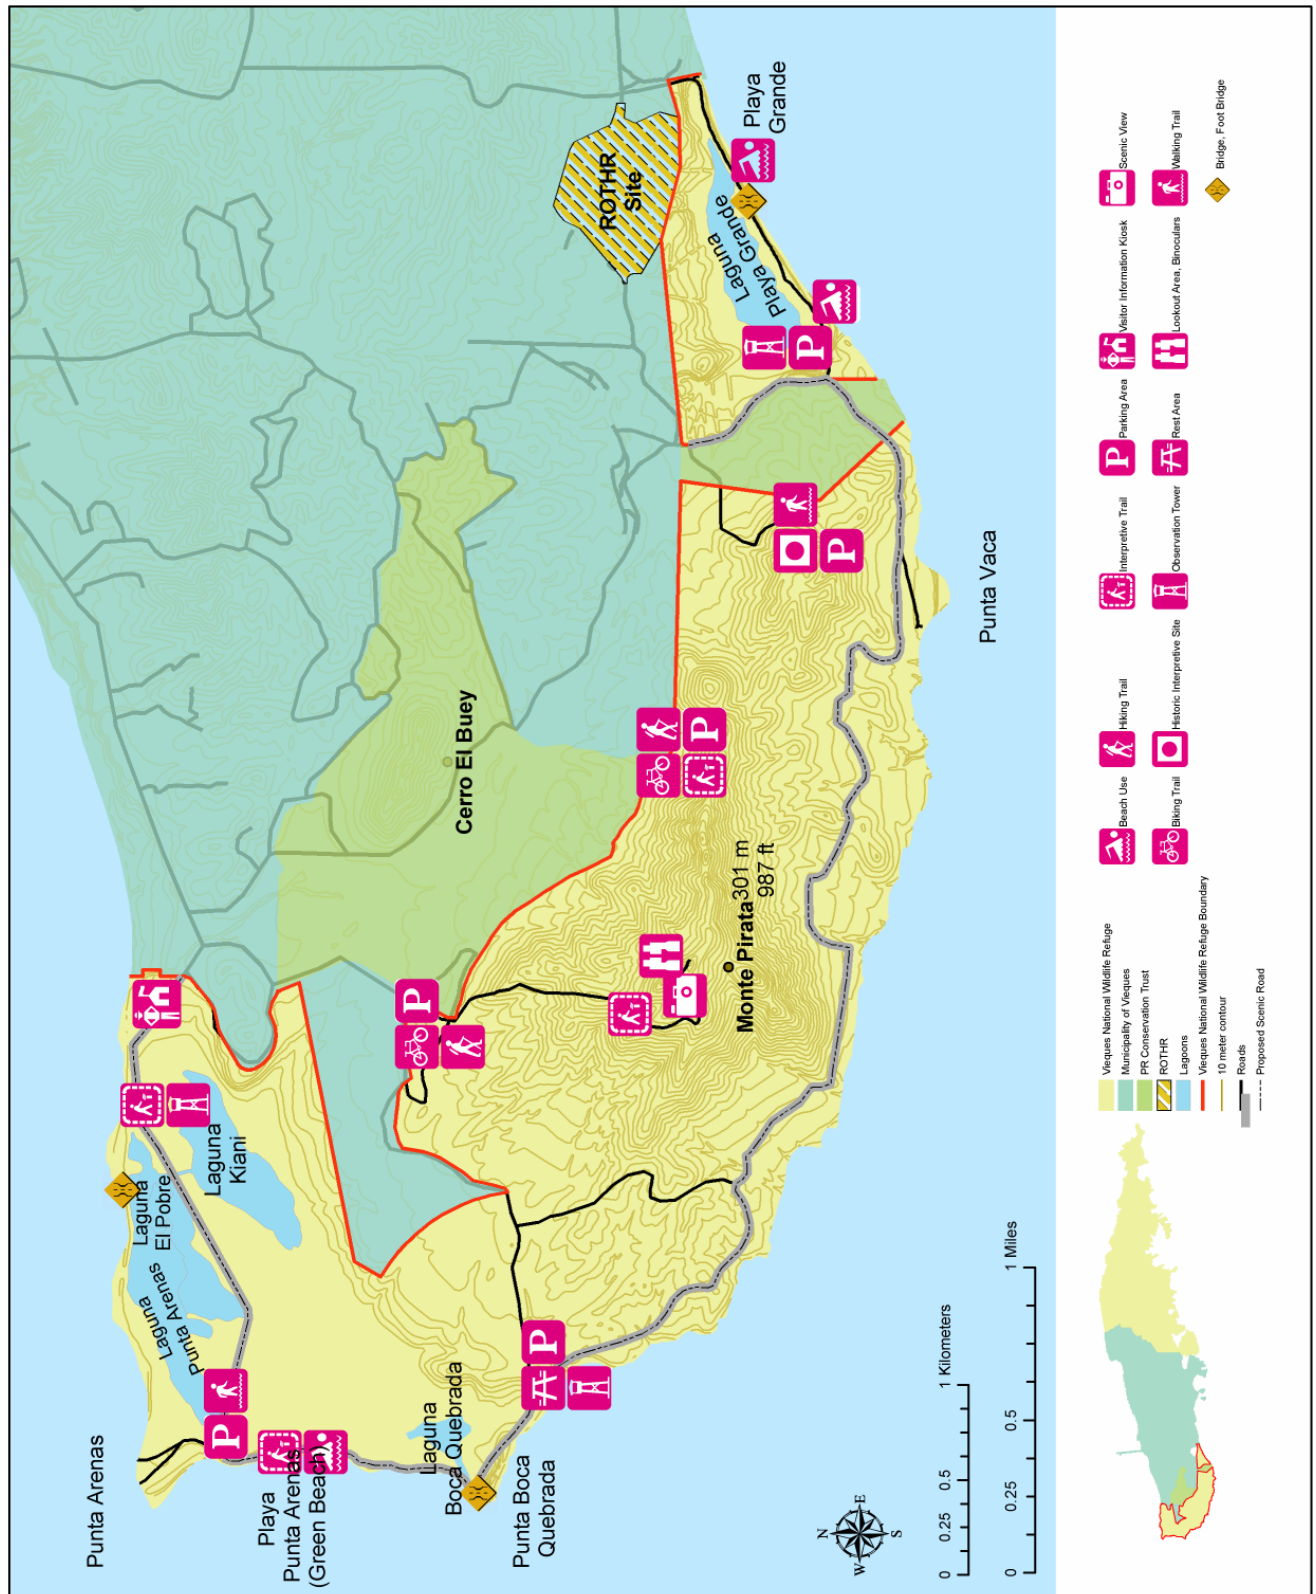 Punta Arenas
Laguna
Punta Arenas
Laguna
El Pobre
Laguna
Kiani
Playa
Punta Arenas
(Green Beach)
Laguna
Boca Quebrada
Punta Boca
Quebrada
P
P
P
P
P
P
Cerro El Buey
Monte Pirata
301 m
987 ft
ROTHR
Site
Laguna
Playa Grande
Playa
Grande
Punta Vaca
N
W
E
S
0 0.25 0.5 1 Kilometers
0 0.25 0.5 1 Miles
Vieques National Wildlife Refuge
Municipality of Vieques
PR Conservation Trust
ROTHR
Lagoons
Vieques National Wildlife Refuge Boundary
10 meter contour
Roads
Proposed Scenic Road
Beach Use
Hiking Trail
Interpretive Trail
P
Parking Area
Visitor Information Kiosk
Scenic View
Biking Trail
Historic Interpretive Site
Observation Tower
Rest Area
Lookout Area, Binoculars
Walking Trail
Bridge, Foot Bridge